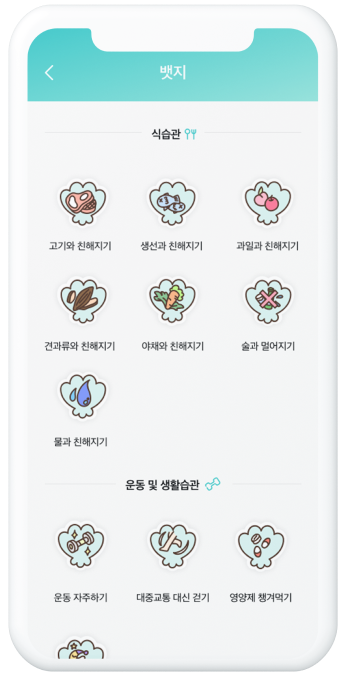 뱃지
식습관
고기와 친해지기
생선과 친해지기
과일과 친해지기
견과류와 친해지기
야채와 친해지기
술과 멀어지기
물과 친해지기
운동 및 생활습관
운동 자주하기
대중교통 대신 걷기
영양제 챙겨먹기